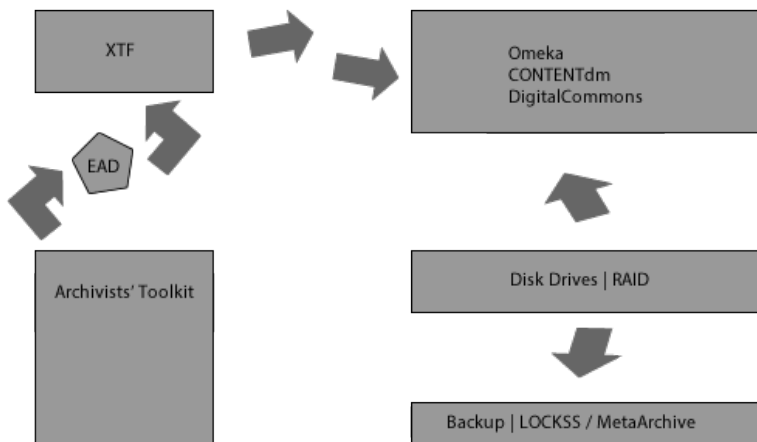 XTF
Omeka
CONTENTdm
DigitalCommons
EAD
Archivists’ Toolkit
Disk Drives | RAID
Backup | LOCKSS / MetaArchive